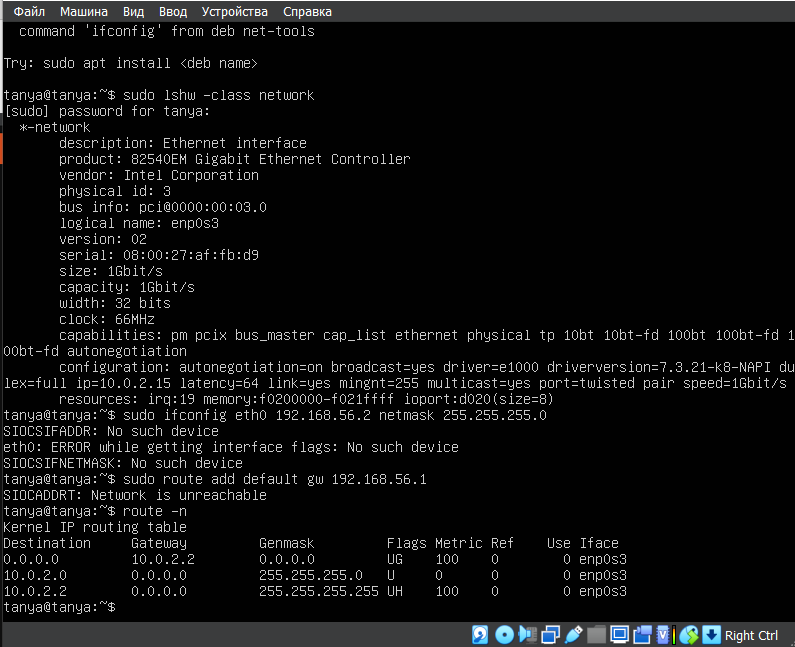 Файл Машина Вид Ввод Устройства Справка
command 'ifconfig' from deb net-tools
Try: sudo apt install <deb name>
tanya@tanya:~$ sudo lshw -class network
[sudo] password for tanya:
*-network
description: Ethernet interface
product: 82540EM Gigabit Ethernet Controller
vendor: Intel Corporation
physical id: 3
bus info: pci@0000:00:03.0
logical name: enp0s3
version: 02
serial: 08:00:27:af:fb:d9
size: 1Gbit/s
capacity: 1Gbit/s
width: 32 bits
clock: 66MHz
capabilities: pm pcix bus_master cap_list ethernet physical tp 10bt 10bt-fd 100bt 100bt-fd 1
00bt-fd autonegotiation
configuration: autonegotiation=on broadcast=yes driver=e1000 driverversion=7.3.21-k8-NAPI du
lex=full ip=10.0.2.15 latency=64 link=yes mingnt=255 multicast=yes port=twisted pair speed=1Gbit/s
resources: irq:19 memory:f0200000-f021ffff ioport:d020(size=8)
tanya@tanya:~$ sudo ifconfig eth0 192.168.56.2 netmask 255.255.255.0
SIOCSIFADDR: No such device
eth0: ERROR while getting interface flags: No such device
SIOCSIFNETMASK: No such device
tanya@tanya:~$ sudo route add default gw 192.168.56.1
SIOCADDRT: Network is unreachable
tanya@tanya:~$ route -n
Kernel IP routing table
Destination Gateway Genmask Flags Metric Ref Use Iface
0.0.0.0 10.0.2.2 0.0.0.0 UG 100 0 0 enp0s3
10.0.2.0 0.0.0.0 255.255.255.0 U 0 0 0 enp0s3
10.0.2.2 0.0.0.0 255.255.255.255 UH 100 0 0 enp0s3
tanya@tanya:~$
Right Ctrl